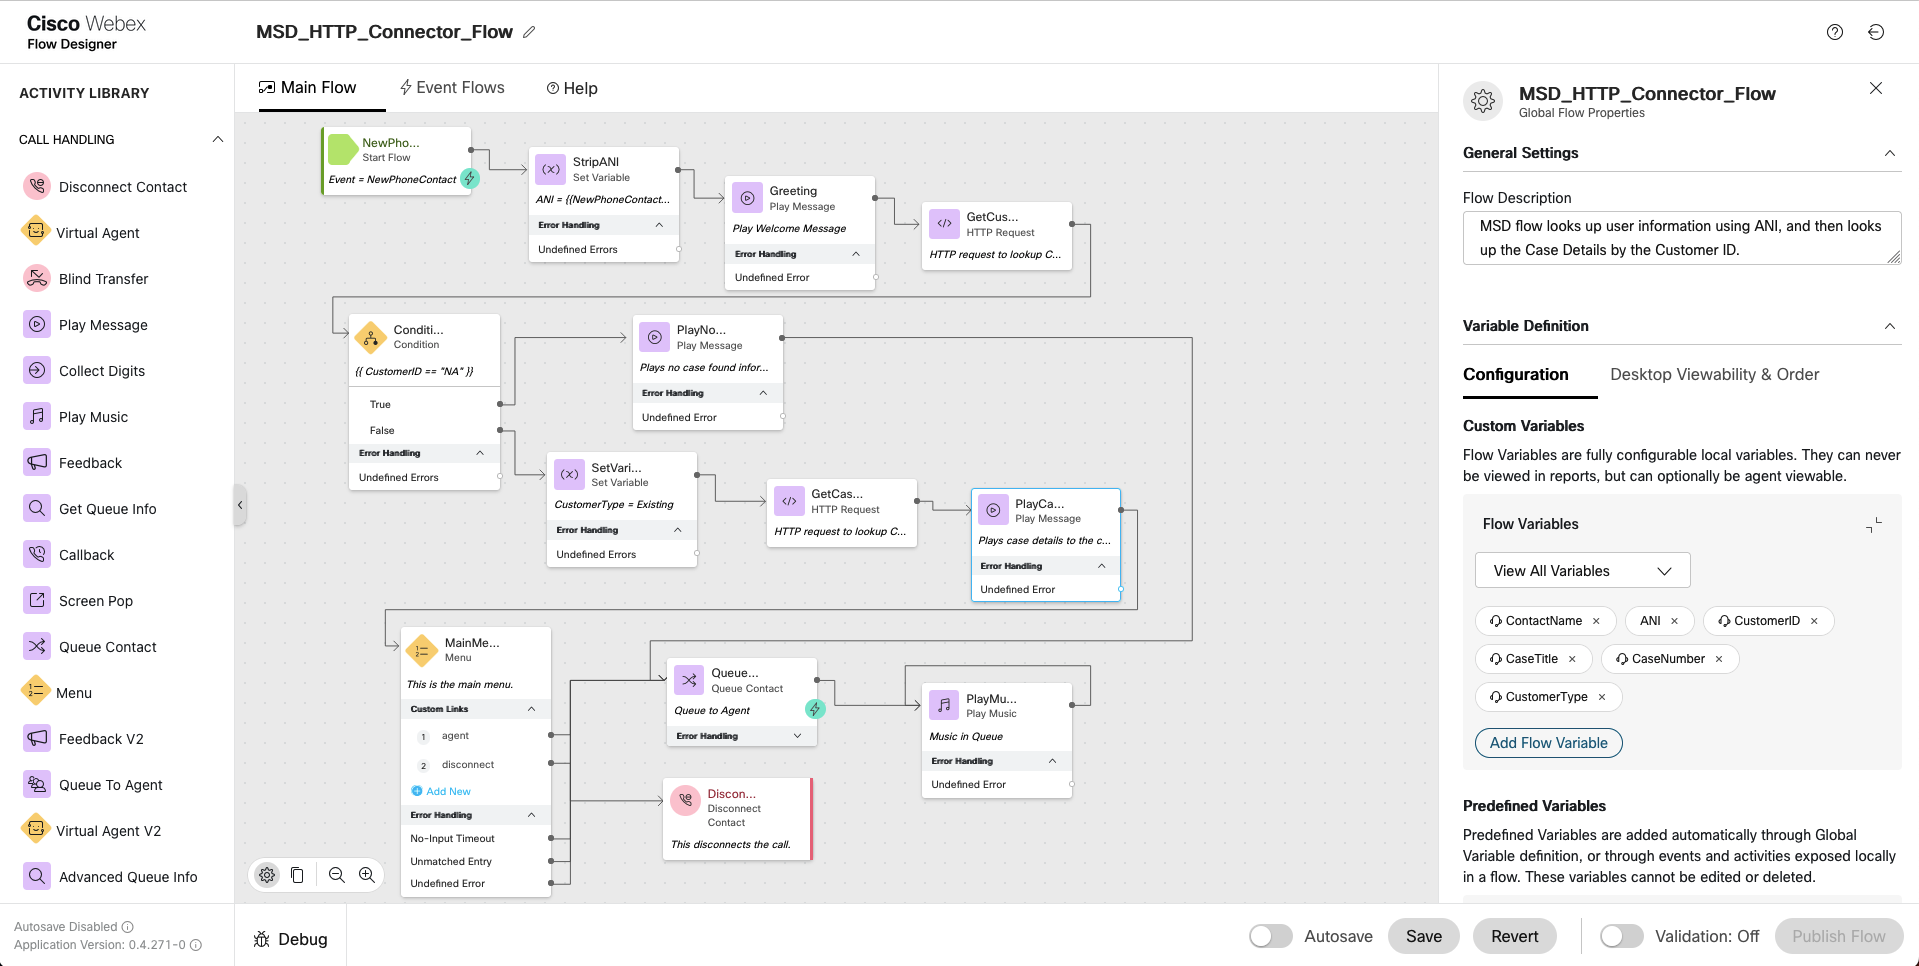 Cisco Webex
Flow Designer
MSD_HTTP_Connector_Flow
ACTIVITY LIBRARY
CALL HANDLING
Disconnect Contact
Virtual Agent
Blind Transfer
Play Message
Collect Digits
Play Music
Feedback
Get Queue Info
Callback
Screen Pop
Queue Contact
Menu
Feedback V2
Queue To Agent
Virtual Agent V2
Advanced Queue Info
Autosave Disabled
Application Version: 0.4.271-0
Main Flow
Event Flows
Help
NewPho...
Start Flow
Event = NewPhoneContact
StripANI
Set Variable
ANI = {{NewPhoneContact...
Error Handling
Undefined Errors
Greeting
Play Message
Play Welcome Message
Error Handling
Undefined Error
GetCus...
HTTP Request
HTTP request to lookup C...
Conditi...
Condition
{{ CustomerID == "NA" }}
True
False
Error Handling
Undefined Errors
PlayNo...
Play Message
Plays no case found infor...
Error Handling
Undefined Error
SetVari...
Set Variable
CustomerType = Existing
Error Handling
Undefined Errors
GetCas...
HTTP Request
HTTP request to lookup C...
PlayCa...
Play Message
Plays case details to the c...
Error Handling
Undefined Error
MainMe...
Menu
This is the main menu.
Custom Links
1 agent
2 disconnect
Add New
Error Handling
No-Input Timeout
Unmatched Entry
Undefined Error
Queue...
Queue Contact
Queue to Agent
Error Handling
PlayMu...
Play Music
Music in Queue
Error Handling
Undefined Error
Discon...
Disconnect
Contact
This disconnects the call.
Debug
MSD_HTTP_Connector_Flow
Global Flow Properties
General Settings
Flow Description
MSD flow looks up user information using ANI, and then looks
up the Case Details by the Customer ID.
Variable Definition
Configuration
Desktop Viewability & Order
Custom Variables
Flow Variables are fully configurable local variables. They can never
be viewed in reports, but can optionally be agent viewable.
Flow Variables
View All Variables
ContactName ×
ANI ×
CustomerID ×
CaseTitle ×
CaseNumber ×
CustomerType ×
Add Flow Variable
Predefined Variables
Predefined Variables are added automatically through Global
Variable definition, or through events and activities exposed locally
in a flow. These variables cannot be edited or deleted.
Autosave
Save
Revert
Validation: Off
Publish Flow